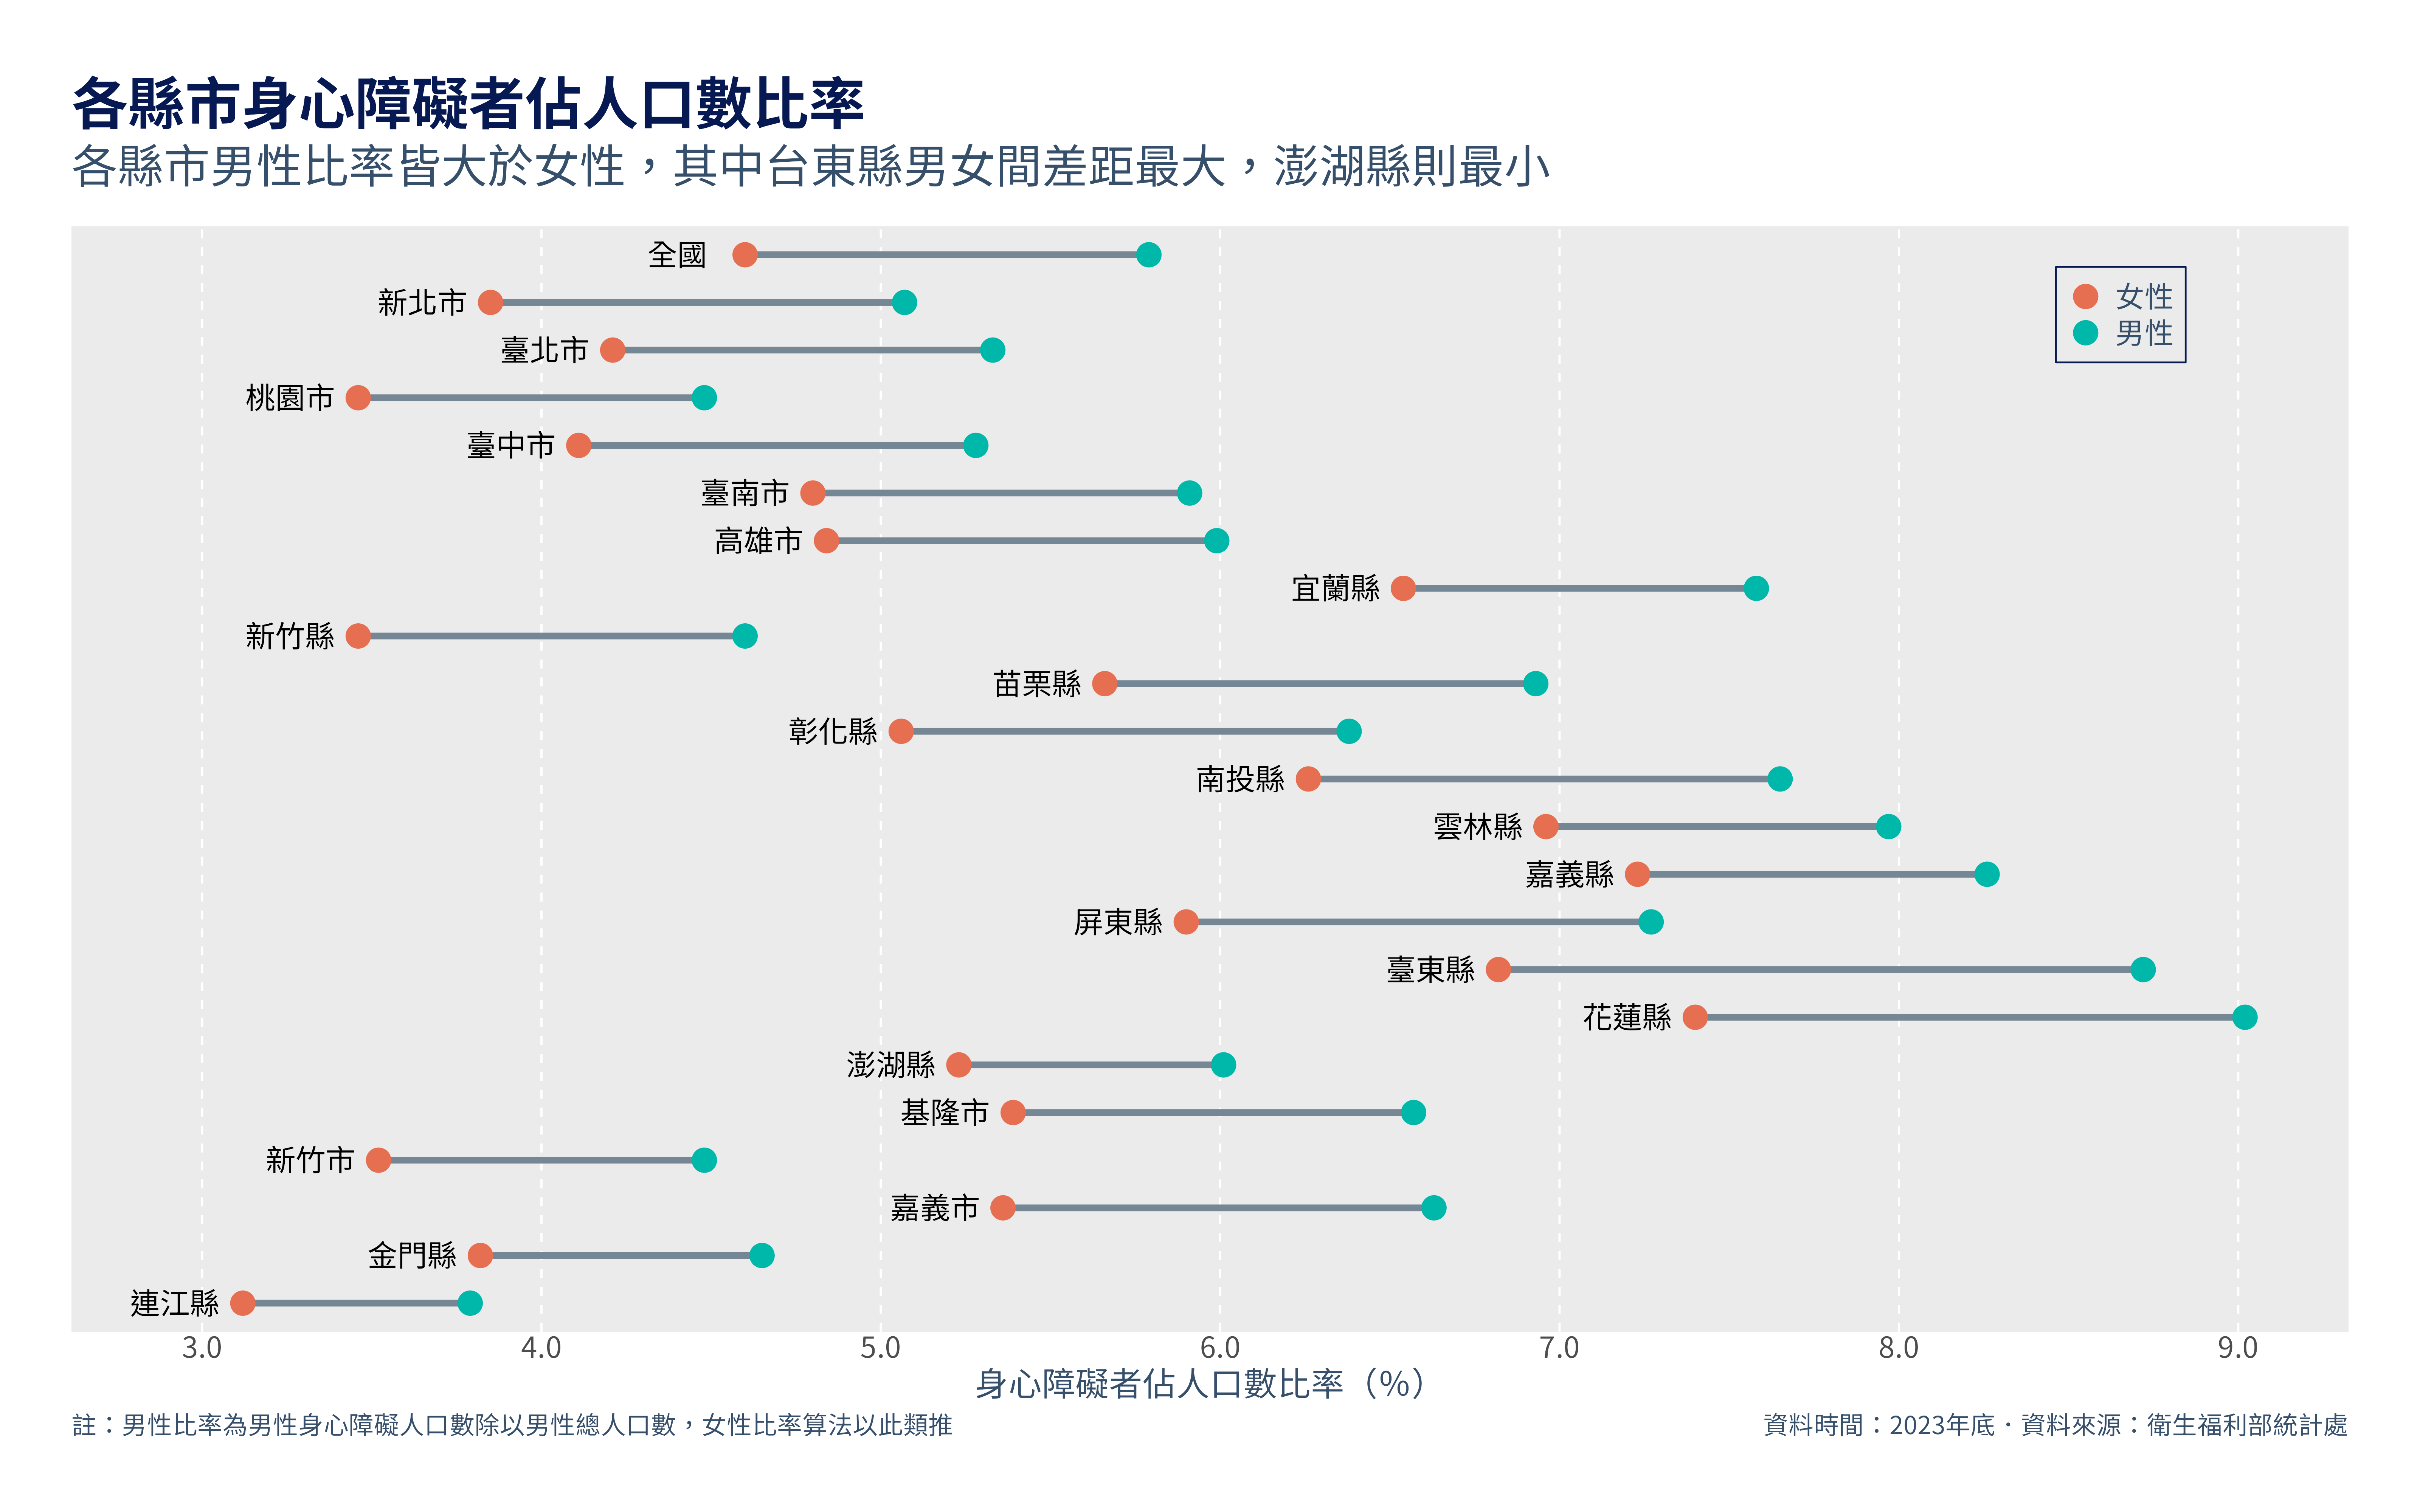 各縣市身心障礙者佔人口數比率
各縣市男性比率皆大於女性，其中台東縣男女間差距最大，澎湖縣則最小
全國
女性
新北市
男性
臺北市
桃園市
臺中市
臺南市
高雄市
宜蘭縣
新竹縣
苗栗縣
彰化縣
南投縣
雲林縣
嘉義縣
屏東縣
臺東縣
花蓮縣
澎湖縣
基隆市
新竹市
嘉義市
金門縣
連江縣
3.0 4.0 5.0 6.0 7.0 8.0 9.0
身心障礙者佔人口數比率（%）
註：男性比率為男性身心障礙人口數除以男性總人口數，女性比率算法以此類推
資料時間：2023年底．資料來源：衛生福利部統計處